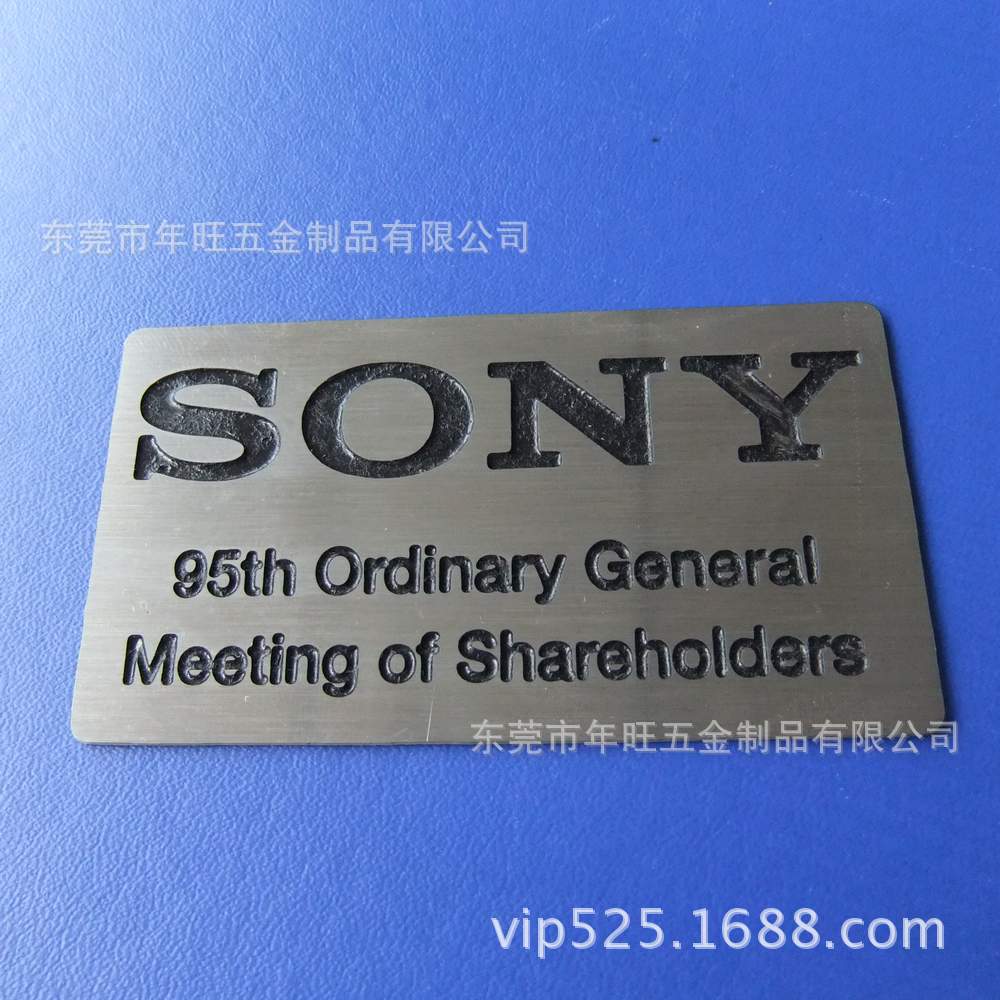 东莞市年旺五金制品有限公司
SONY
95th Ordinary General
Meeting of Shareholders
东莞市年旺五金制品有限公司
vip525.1688.com